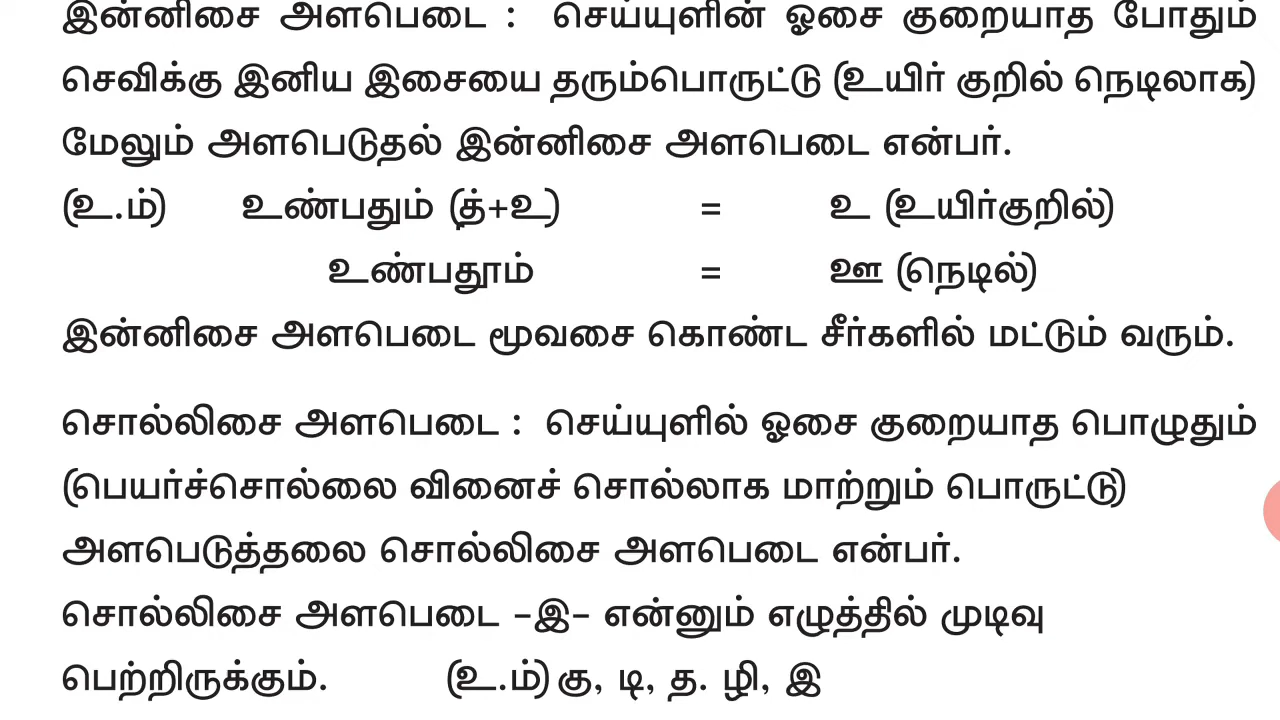 இன்னிசை அளபெடை : செய்யுளின் ஓசை குறையாத போதும்
செவிக்கு இனிய இசையை தரும்பொருட்டு (உயிர் குறில் நெடிலாக)
மேலும் அளபெடுதல் இன்னிசை அளபெடை என்பர்.
(உ.ம்) உண்பதும் (த்+உ) = உ (உயிர்குறில்)
உண்பதூம் = ஊ (நெடில்)
இன்னிசை அளபெடை மூவசை கொண்ட சீர்களில் மட்டும் வரும்.
சொல்லிசை அளபெடை : செய்யுளில் ஓசை குறையாத பொழுதும்
(பெயர்ச்சொல்லை வினைச் சொல்லாக மாற்றும் பொருட்டு)
அளபெடுத்தலை சொல்லிசை அளபெடை என்பர்.
சொல்லிசை அளபெடை –இ– என்னும் எழுத்தில் முடிவு
பெற்றிருக்கும். (உ.ம்) கு, டி, த. ழி, இ